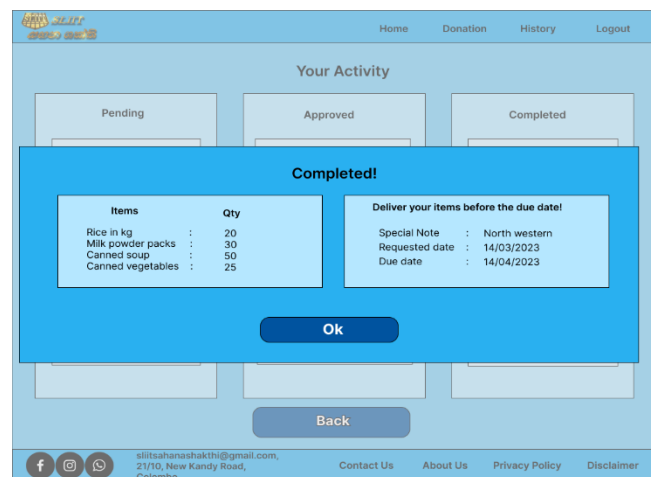 SLIIT
Home Donation History Logout
Your Activity
Pending Approved Completed
Completed!
Items Qty
Rice in kg : 20
Milk powder packs : 30
Canned soup : 50
Canned vegetables : 25
Deliver your items before the due date!
Special Note : North western
Requested date : 14/03/2023
Due date : 14/04/2023
Ok
Back
sliitsahanashakthi@gmail.com,
21/10, New Kandy Road,
Colombo
Contact Us About Us Privacy Policy Disclaimer